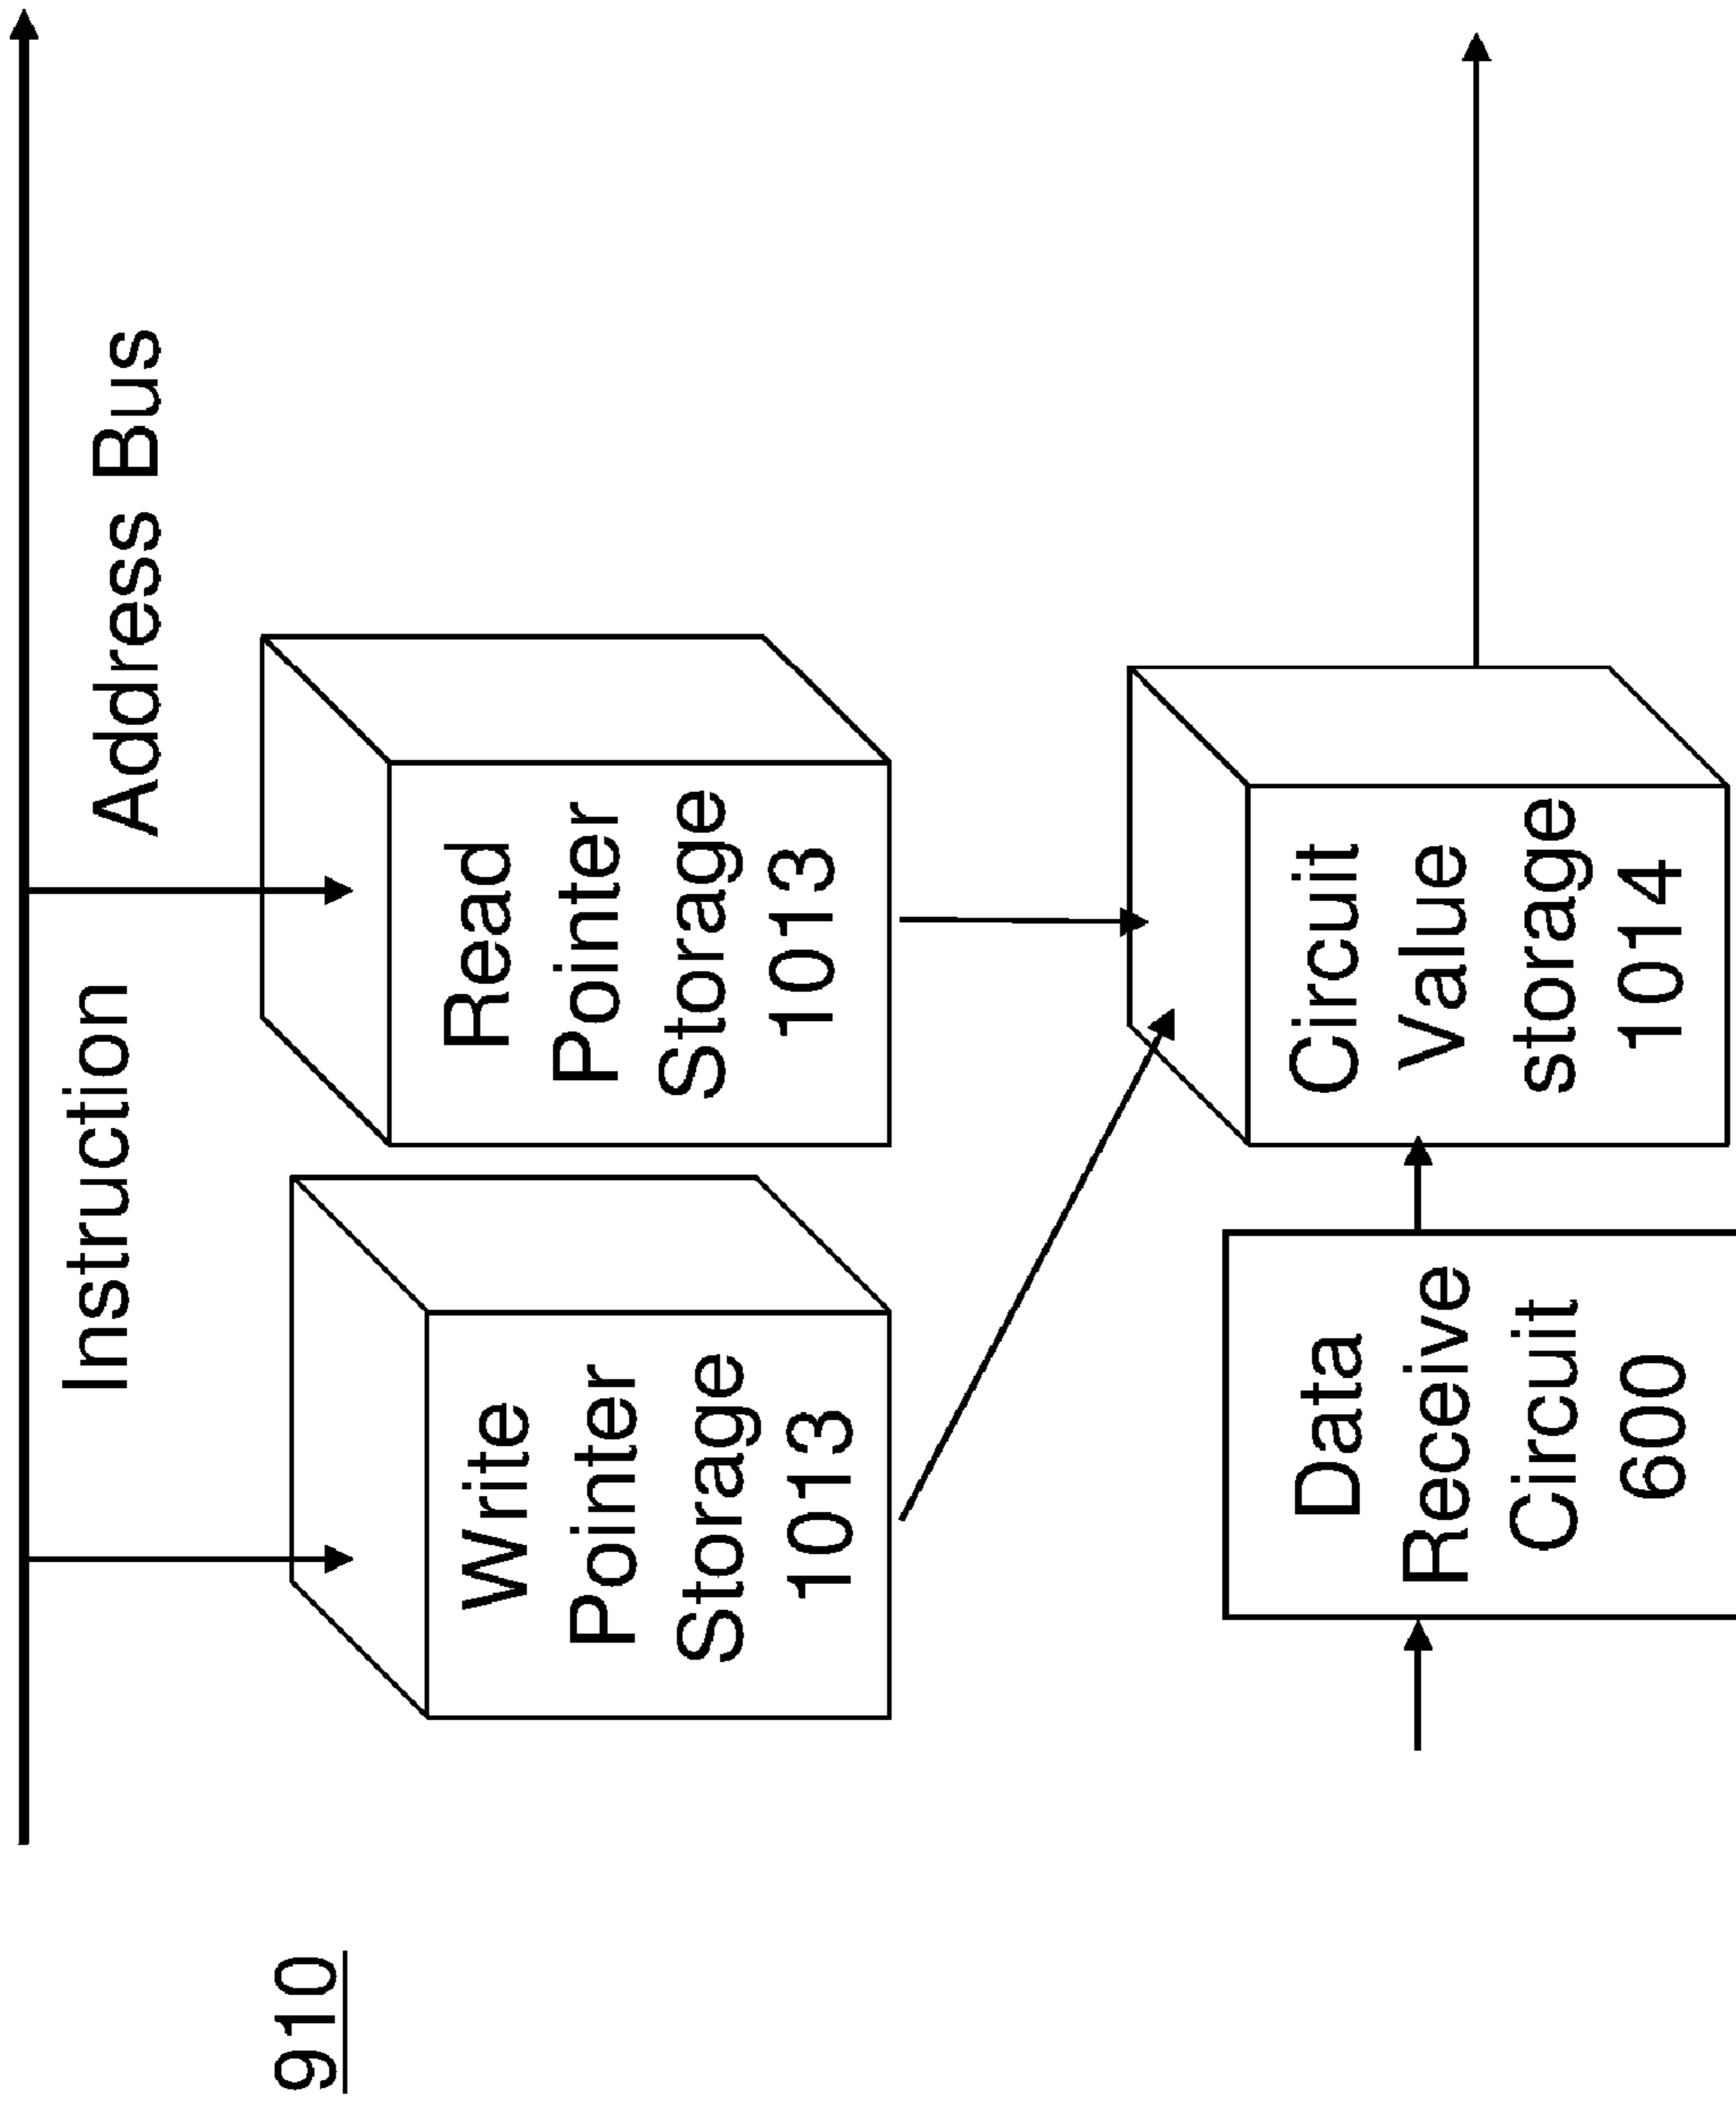 910
Instruction
Address Bus
Write
Pointer
Storage
1013
Read
Pointer
Storage
1013
Data
Receive
Circuit
600
Circuit
Value
storage
1014